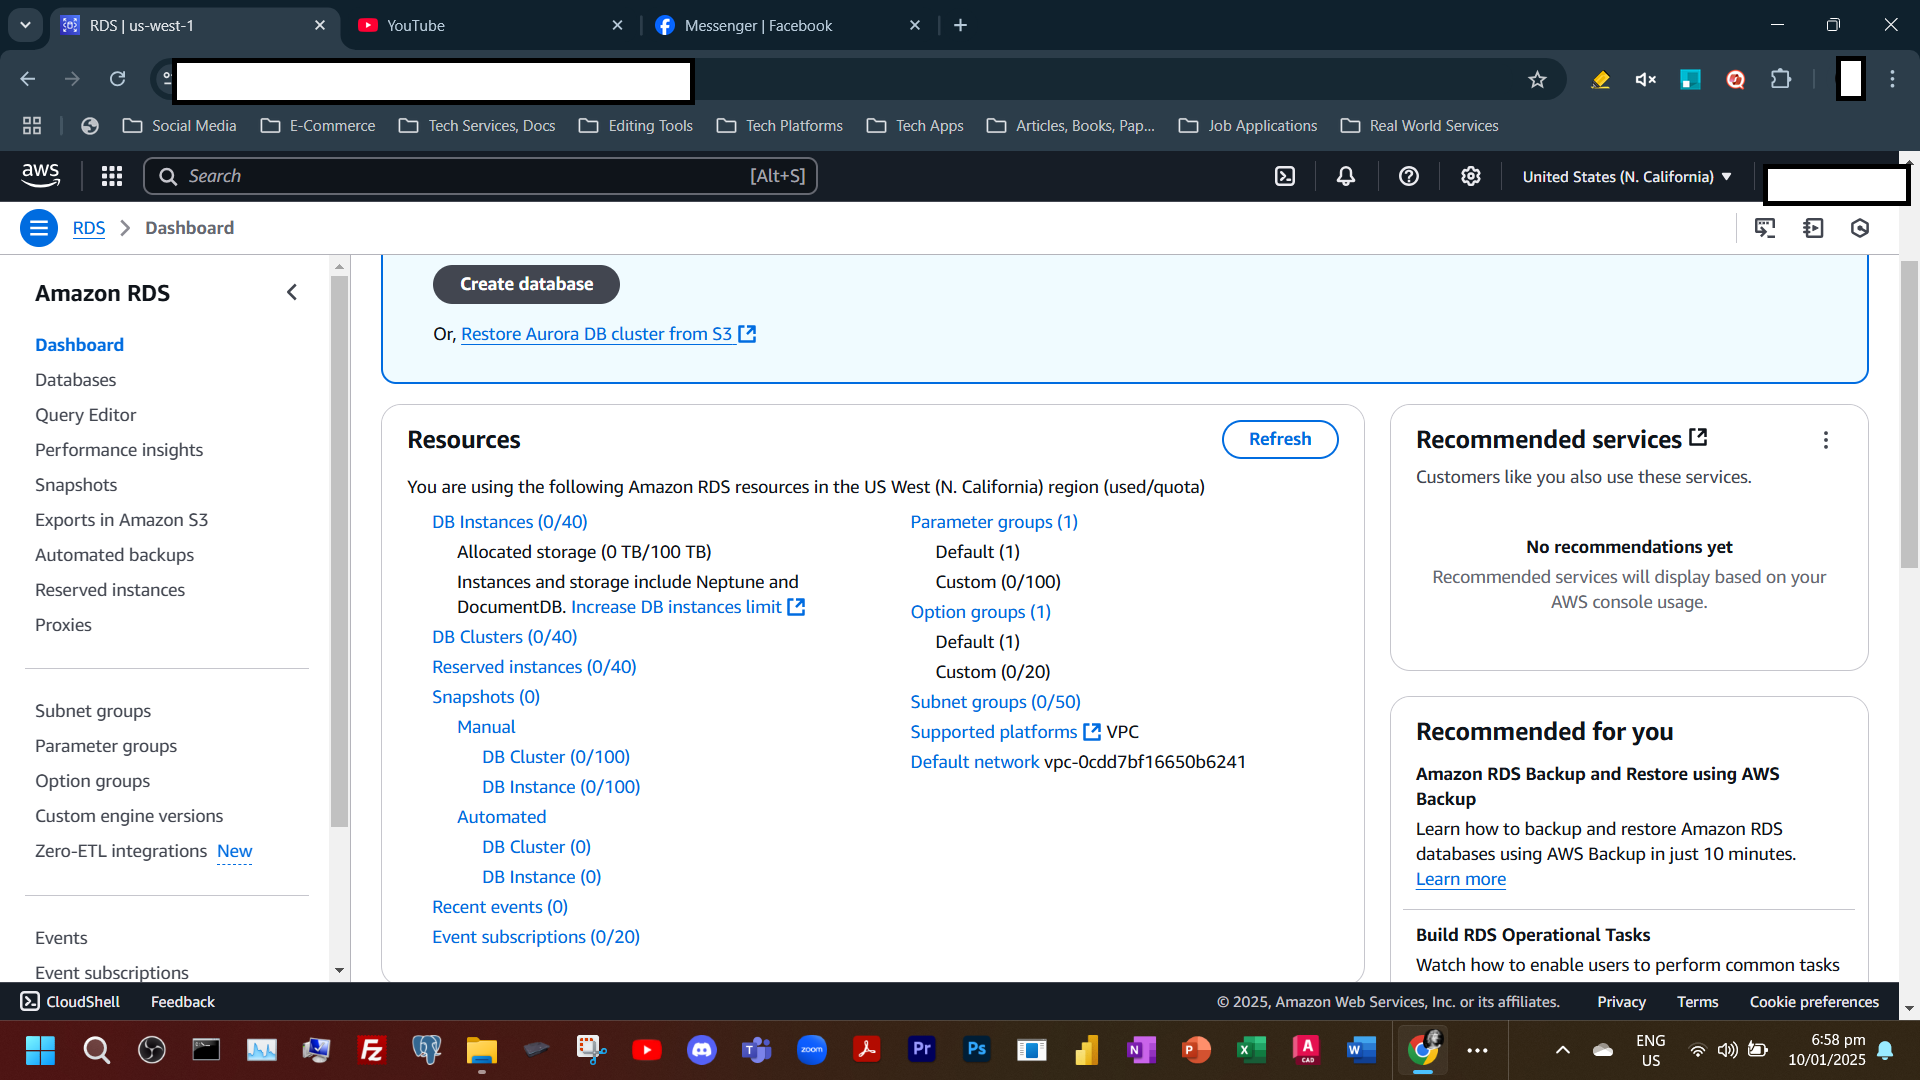 RDS | us-west-1
YouTube
Messenger | Facebook
Social Media
E-Commerce
Tech Services, Docs
Editing Tools
Tech Platforms
Tech Apps
Articles, Books, Pap...
Job Applications
Real World Services
aws
Search
[Alt+S]
United States (N. California)
RDS
Dashboard
Amazon RDS
Dashboard
Databases
Query Editor
Performance insights
Snapshots
Exports in Amazon S3
Automated backups
Reserved instances
Proxies
Subnet groups
Parameter groups
Option groups
Custom engine versions
Zero-ETL integrations New
Events
Event subscriptions
Create database
Or, Restore Aurora DB cluster from S3
Resources
Refresh
You are using the following Amazon RDS resources in the US West (N. California) region (used/quota)
DB Instances (0/40)
Allocated storage (0 TB/100 TB)
Instances and storage include Neptune and
DocumentDB. Increase DB instances limit
DB Clusters (0/40)
Reserved instances (0/40)
Snapshots (0)
Manual
DB Cluster (0/100)
DB Instance (0/100)
Automated
DB Cluster (0)
DB Instance (0)
Recent events (0)
Event subscriptions (0/20)
Parameter groups (1)
Default (1)
Custom (0/100)
Option groups (1)
Default (1)
Custom (0/20)
Subnet groups (0/50)
Supported platforms VPC
Default network vpc-0cdd7bf16650b6241
Recommended services
Customers like you also use these services.
No recommendations yet
Recommended services will display based on your
AWS console usage.
Recommended for you
Amazon RDS Backup and Restore using AWS
Backup
Learn how to backup and restore Amazon RDS
databases using AWS Backup in just 10 minutes.
Learn more
Build RDS Operational Tasks
Watch how to enable users to perform common tasks
CloudShell
Feedback
© 2025, Amazon Web Services, Inc. or its affiliates.
Privacy
Terms
Cookie preferences
Fz
zoom
Pr
Ps
N
P
X
A
CAD
W
ENG
US
6:58 pm
10/01/2025